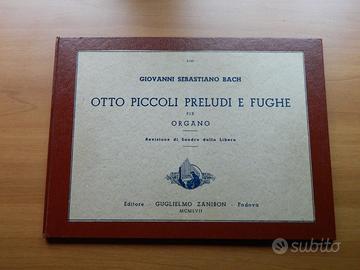 GIOVANNI SEBASTIANO BACH
OTTO PICCOLI PRELUDI E FUGHE
PER
ORGANO
Revisione di Sandro dalla Libera
Editore - GUGLIELMO ZANIBON - Padova
MCMLVII
subito